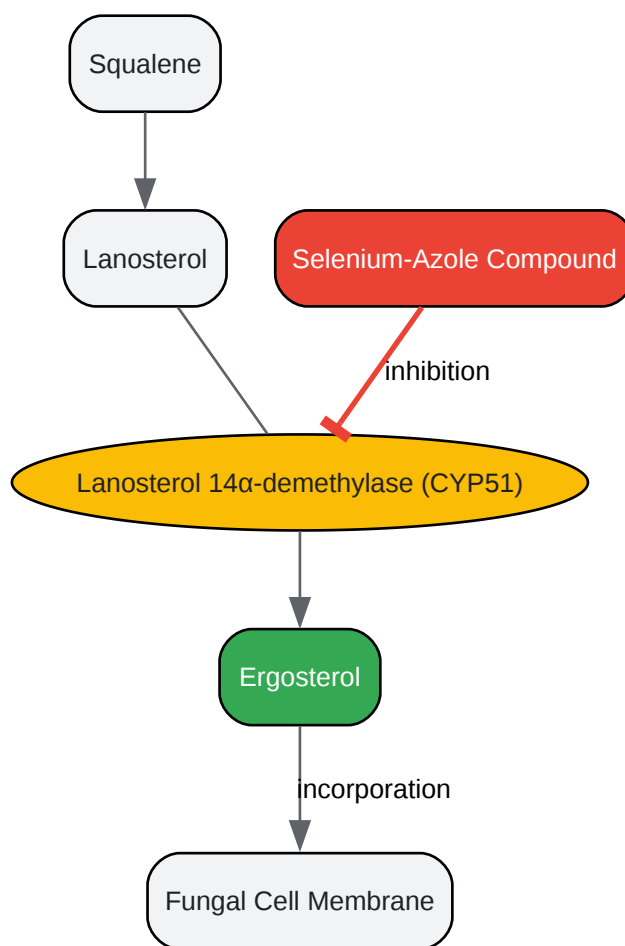 Squalene
Lanosterol
Selenium-Azole Compound
inhibition
Lanosterol 14α-demethylase (CYP51)
Ergosterol
incorporation
Fungal Cell Membrane